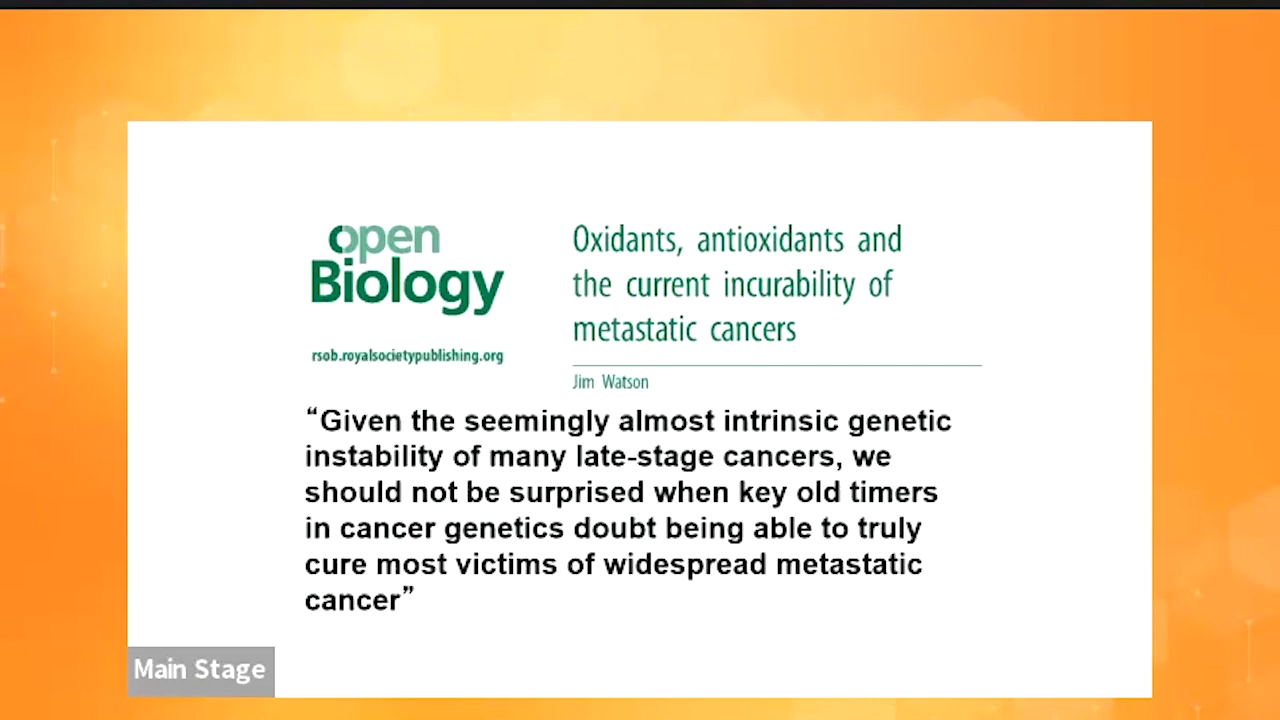 open
Biology
rsob.royalsocietypublishing.org
Oxidants, antioxidants and
the current incurability of
metastatic cancers
Jim Watson
“Given the seemingly almost intrinsic genetic
instability of many late-stage cancers, we
should not be surprised when key old timers
in cancer genetics doubt being able to truly
cure most victims of widespread metastatic
cancer”
Main Stage